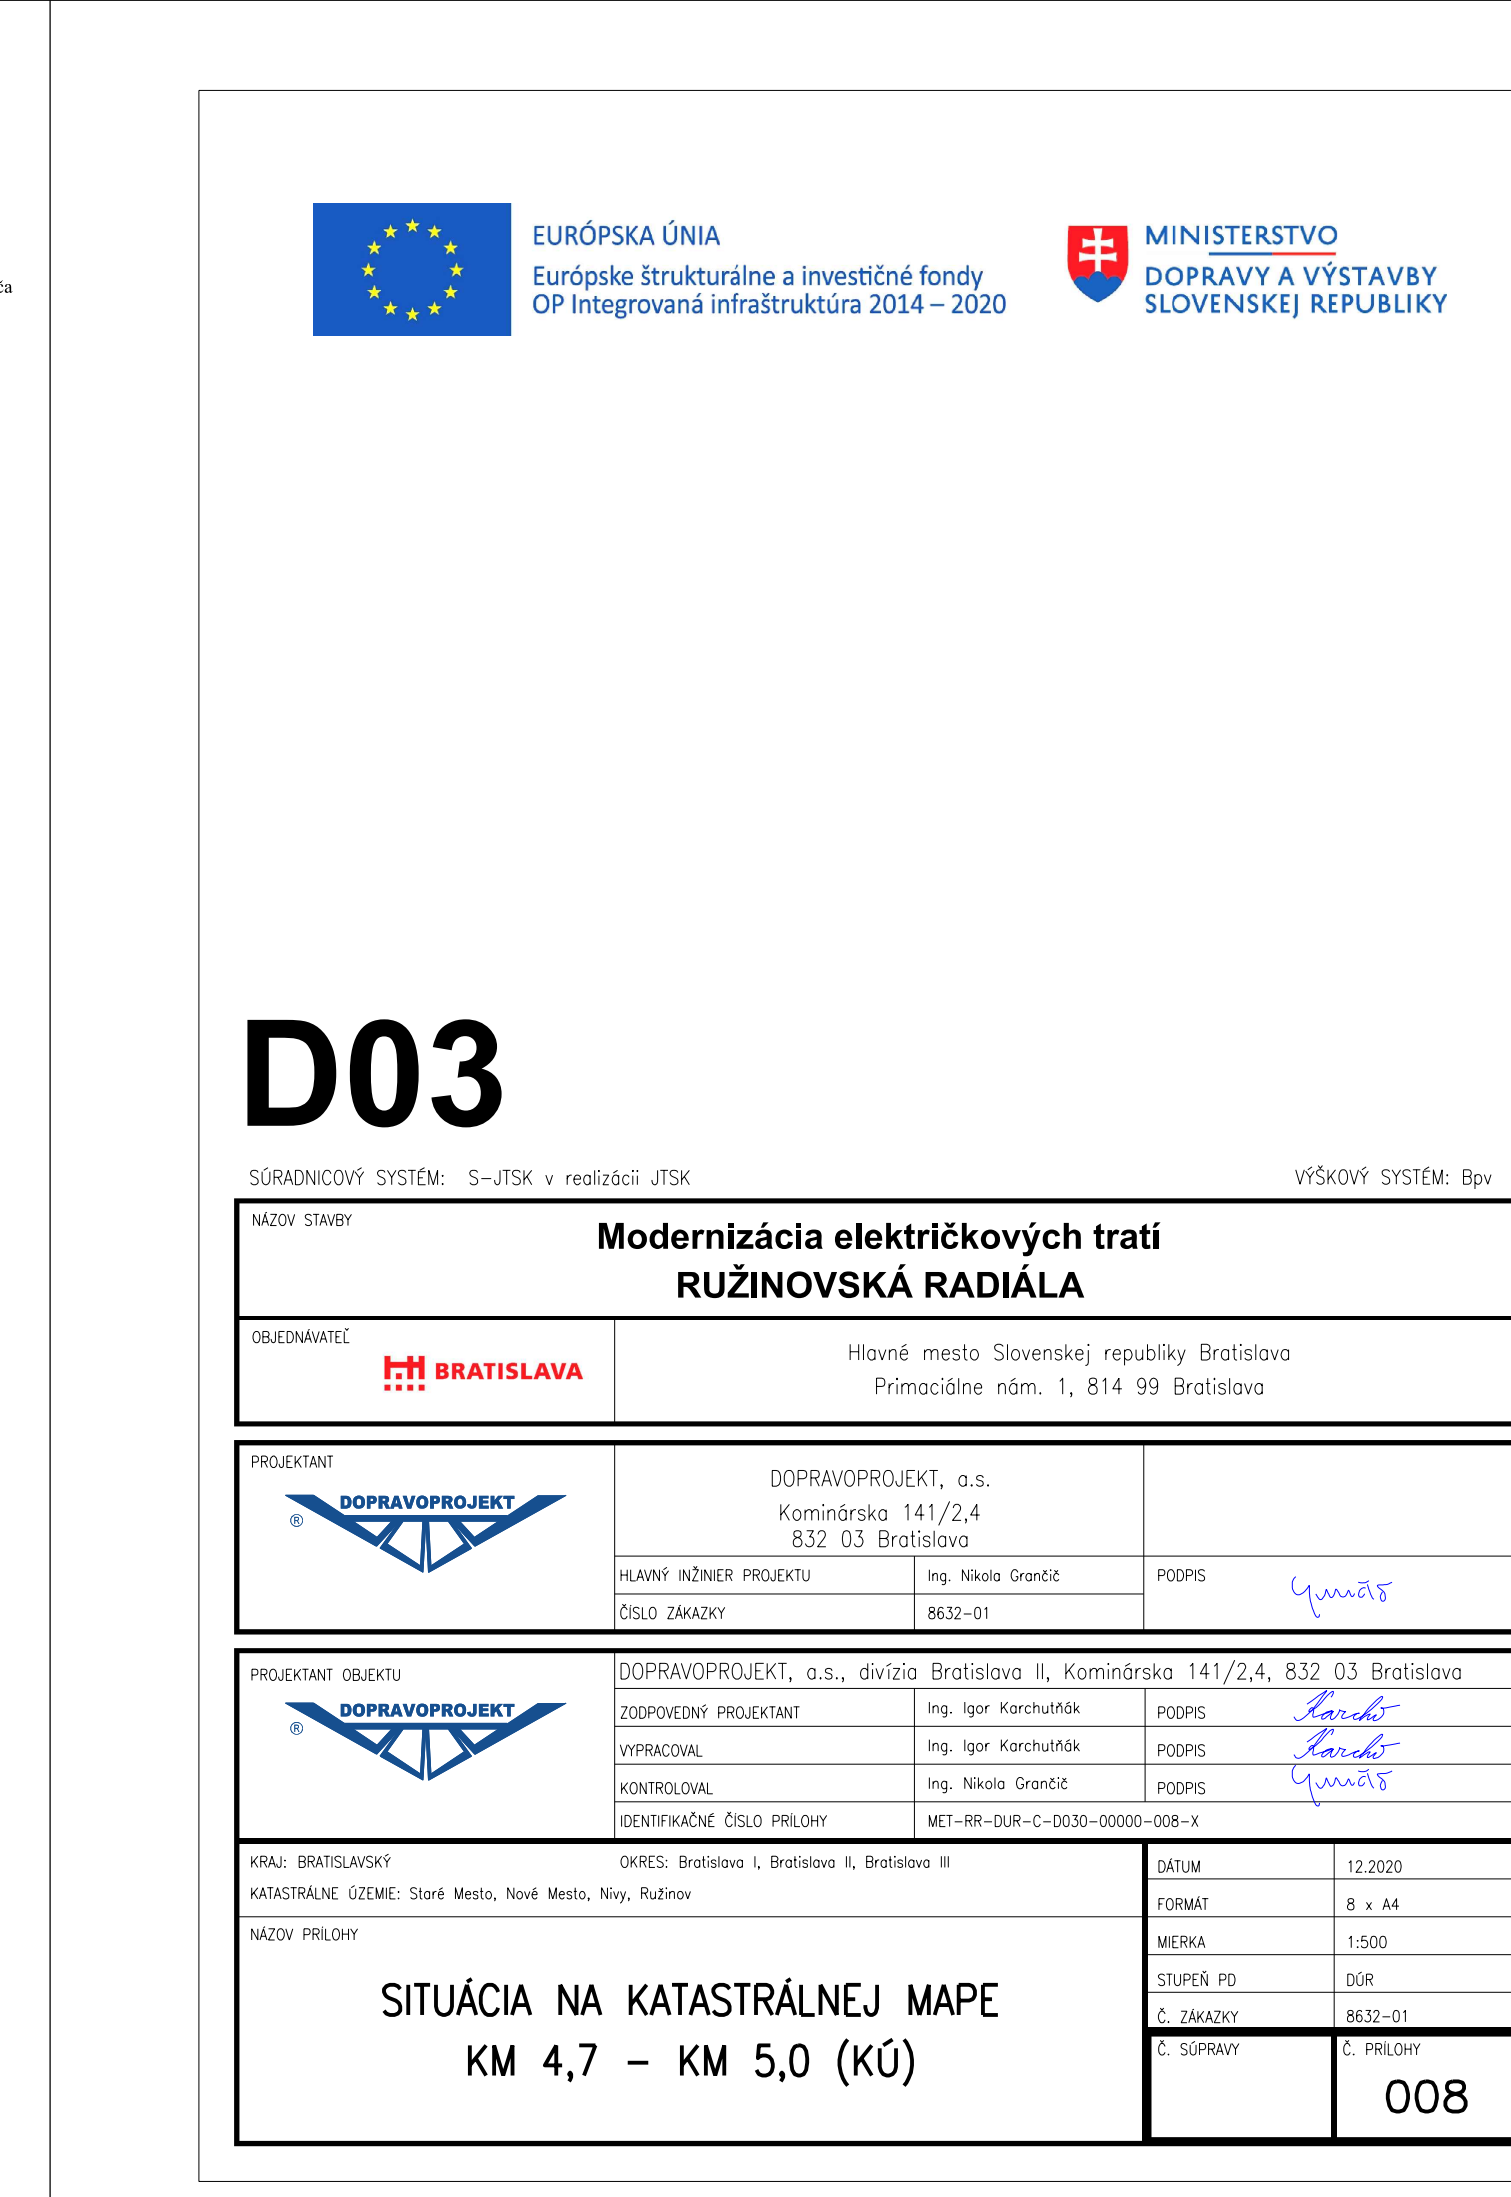 ča
EURÓPSKA ÚNIA
Európske štrukturálne a investičné fondy
OP Integrovaná infraštruktúra 2014 – 2020
MINISTERSTVO
DOPRAVY A VÝSTAVBY
SLOVENSKEJ REPUBLIKY
D03
SÚRADNICOVÝ SYSTÉM: S-JTSK v realizácii JTSK
VÝŠKOVÝ SYSTÉM: Bpv
NÁZOV STAVBY
Modernizácia električkových tratí
RUŽINOVSKÁ RADIÁLA
OBJEDNÁVATEĽ
BRATISLAVA
Hlavné mesto Slovenskej republiky Bratislava
Primaciálne nám. 1, 814 99 Bratislava
PROJEKTANT
DOPRAVOPROJEKT
®
DOPRAVOPROJEKT, a.s.
Kominárska 141/2,4
832 03 Bratislava
HLAVNÝ INŽINIER PROJEKTU Ing. Nikola Grančič PODPIS
ČÍSLO ZÁKAZKY 8632-01
PROJEKTANT OBJEKTU
DOPRAVOPROJEKT
®
DOPRAVOPROJEKT, a.s., divízia Bratislava II, Kominárska 141/2,4, 832 03 Bratislava
ZODPOVEDNÝ PROJEKTANT Ing. Igor Karchutňák PODPIS
VYPRACOVAL Ing. Igor Karchutňák PODPIS
KONTROLOVAL Ing. Nikola Grančič PODPIS
IDENTIFIKAČNÉ ČÍSLO PRÍLOHY MET-RR-DUR-C-D030-00000-008-X
KRAJ: BRATISLAVSKÝ OKRES: Bratislava I, Bratislava II, Bratislava III
KATASTRÁLNE ÚZEMIE: Staré Mesto, Nové Mesto, Nivy, Ružinov
NÁZOV PRÍLOHY
SITUÁCIA NA KATASTRÁLNEJ MAPE
KM 4,7 – KM 5,0 (KÚ)
DÁTUM 12.2020
FORMÁT 8 x A4
MIERKA 1:500
STUPEŇ PD DÚR
Č. ZÁKAZKY 8632-01
Č. SÚPRAVY
Č. PRÍLOHY
008